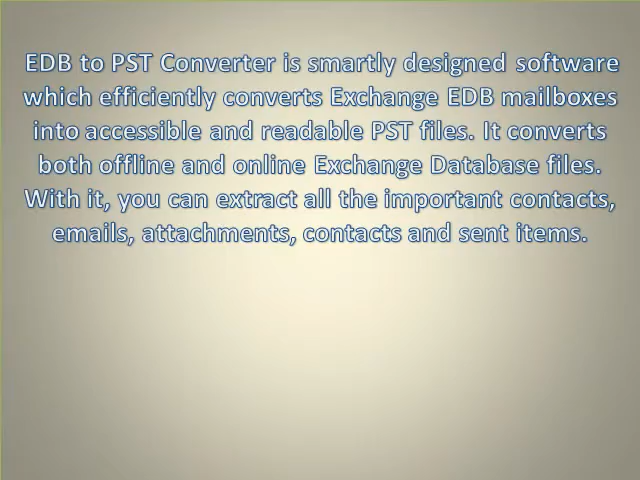 EDB to PST Converter is smartly designed software
which efficiently converts Exchange EDB mailboxes
into accessible and readable PST files. It converts
both offline and online Exchange Database files.
With it, you can extract all the important contacts,
emails, attachments, contacts and sent items.